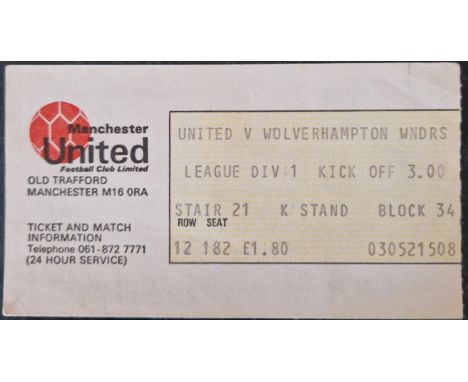 Manchester
United
Football Club Limited
OLD TRAFFORD
MANCHESTER M16 0RA
TICKET AND MATCH
INFORMATION
Telephone 061-872 7771
(24 HOUR SERVICE)
UNITED V WOLVERHAMPTON WNDRS
LEAGUE DIV 1 KICK OFF 3.00
STAIR 21 K STAND BLOCK 34
ROW SEAT
12 182 £1.80 030521508